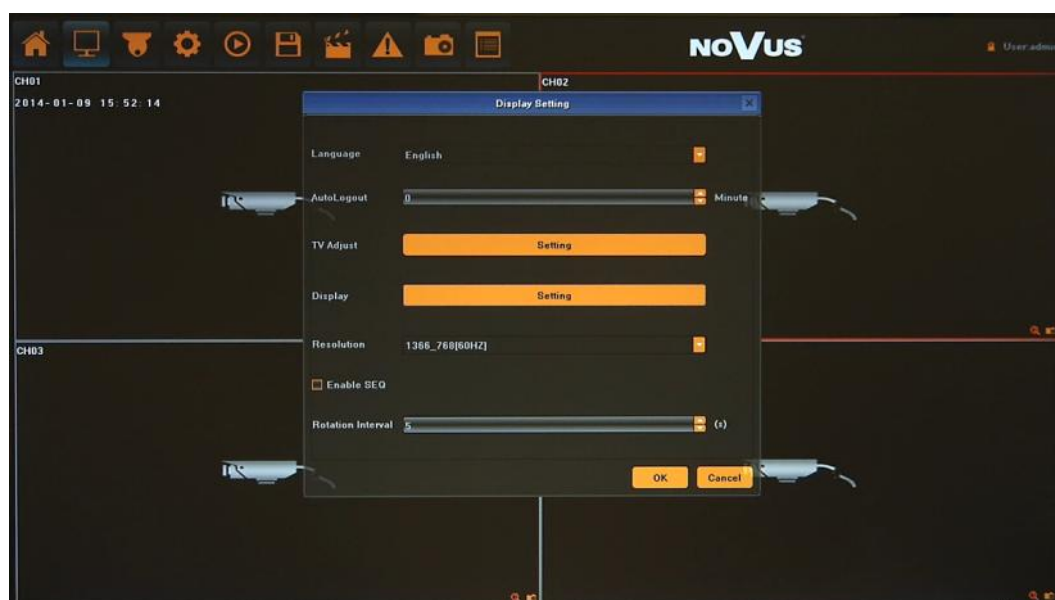 NOVUS
User:admin
CH01
CH02
2014-01-09 15:52:14
Display Setting
Language English
AutoLogout 0 Minute
TV Adjust Setting
Display Setting
Resolution 1366_768[60HZ]
CH03
Enable SEQ
Rotation Interval 5 (s)
OK Cancel